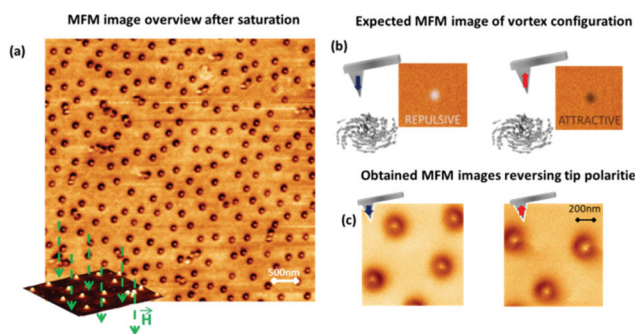 MFM image overview after saturation
(a)
500nm
H
Expected MFM image of vortex configuration
(b)
REPULSIVE
ATTRACTIVE
Obtained MFM images reversing tip polaritie
(c)
200nm